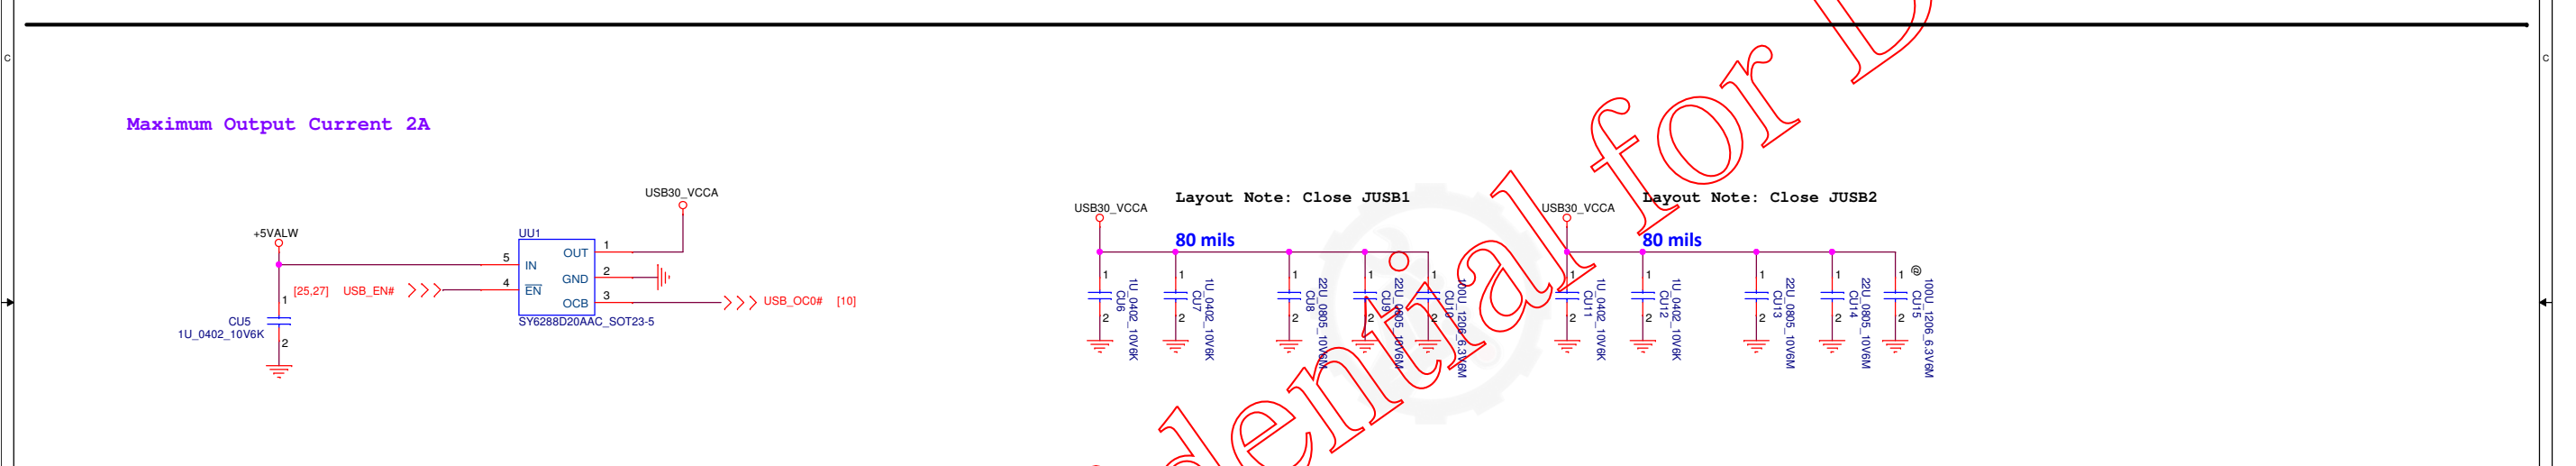 C
C
Maximum Output Current 2A
USB30_VCCA
+5VALW
UU1
5
IN
4
EN
OUT
1
GND
2
OCB
3
SY6288D20AAC_SOT23-5
[25,27] USB_EN#
USB_OC0# [10]
1
CU5
1U_0402_10V6K
2
Layout Note: Close JUSB1
USB30_VCCA
80 mils
1
2
CU6
1U_0402_10V6K
1
2
CU7
1U_0402_10V6K
1
2
CU8
22U_0805_10V6M
1
2
CU9
22U_0805_10V6M
1
2
CU10
100U_1206_6.3V6M
Layout Note: Close JUSB2
USB30_VCCA
80 mils
1
2
CU11
1U_0402_10V6K
1
2
CU12
1U_0402_10V6K
1
2
CU13
22U_0805_10V6M
1
2
CU14
22U_0805_10V6M
1
2
@
CU15
100U_1206_6.3V6M
dential for